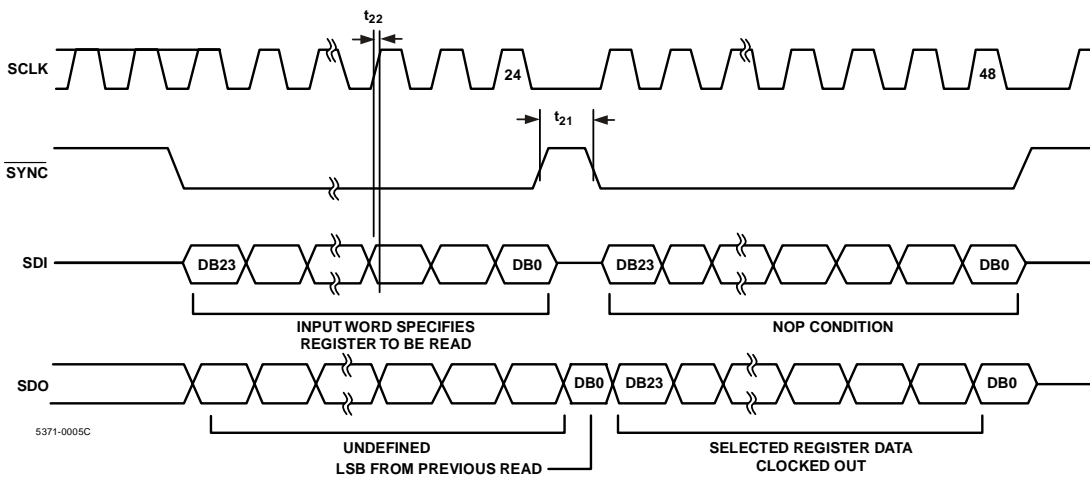 t22
SCLK
24
48
t21
SYNC
SDI
DB23
DB0
DB23
DB0
INPUT WORD SPECIFIES
REGISTER TO BE READ
NOP CONDITION
SDO
DB0
DB23
DB0
5371-0005C
UNDEFINED
SELECTED REGISTER DATA
CLOCKED OUT
LSB FROM PREVIOUS READ